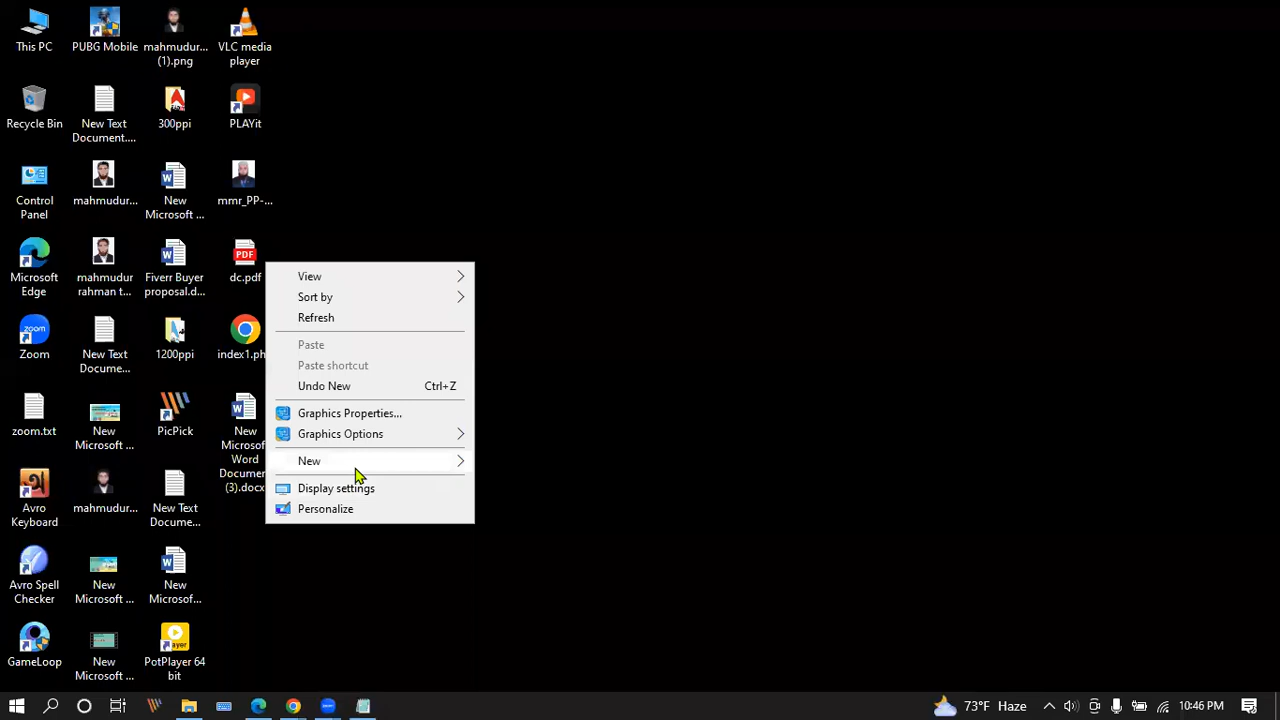 This PC
PUBG Mobile
mahmudur...
(1).png
VLC media
player
Recycle Bin
New Text
Document....
300ppi
PLAYit
Control
Panel
mahmudur...
New
Microsoft ...
mmr_PP-...
Microsoft
Edge
mahmudur
rahman t...
Fiverr Buyer
proposal.d...
PDF
dc.pdf
zoom
Zoom
New Text
Docume...
1200ppi
index1.ph
zoom.txt
New
Microsoft ...
PicPick
New
Microsof
Word
Document
(3).docx
Avro
Keyboard
mahmudur...
New Text
Docume...
Avro Spell
Checker
New
Microsoft ...
New
Microsof...
GameLoop
New
Microsoft ...
PotPlayer 64
bit
View
Sort by
Refresh
Paste
Paste shortcut
Undo New Ctrl+Z
Graphics Properties...
Graphics Options
New
Display settings
Personalize
73°F Haze
10:46 PM